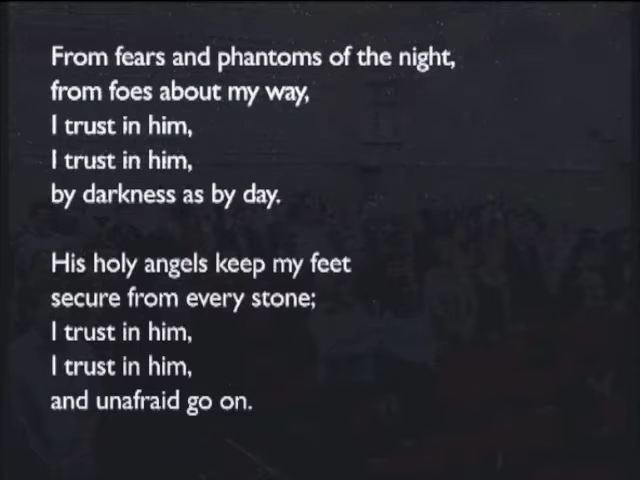 From fears and phantoms of the night,
from foes about my way,
I trust in him,
I trust in him,
by darkness as by day.
His holy angels keep my feet
secure from every stone;
I trust in him,
I trust in him,
and unafraid go on.